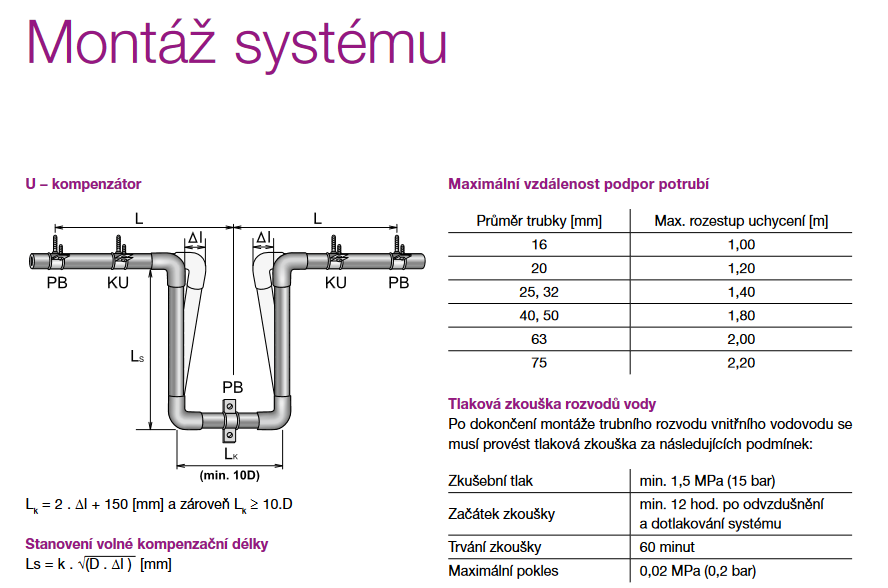 Montáž systému
U – kompenzátor
L
L
Δl
Δl
PB
KU
KU
PB
Ls
PB
Lk
(min. 10D)
Lk = 2 . Δl + 150 [mm] a zároveň Lk ≥ 10.D
Stanovení volné kompenzační délky
Ls = k . √(D . Δl ) [mm]
Maximální vzdálenost podpor potrubí
Průměr trubky [mm] Max. rozestup uchycení [m]
16 1,00
20 1,20
25, 32 1,40
40, 50 1,80
63 2,00
75 2,20
Tlaková zkouška rozvodů vody
Po dokončení montáže trubního rozvodu vnitřního vodovodu se
musí provést tlaková zkouška za následujících podmínek:
Zkušební tlak min. 1,5 MPa (15 bar)
Začátek zkoušky min. 12 hod. po odvzdušnění
a dotlakování systému
Trvání zkoušky 60 minut
Maximální pokles 0,02 MPa (0,2 bar)